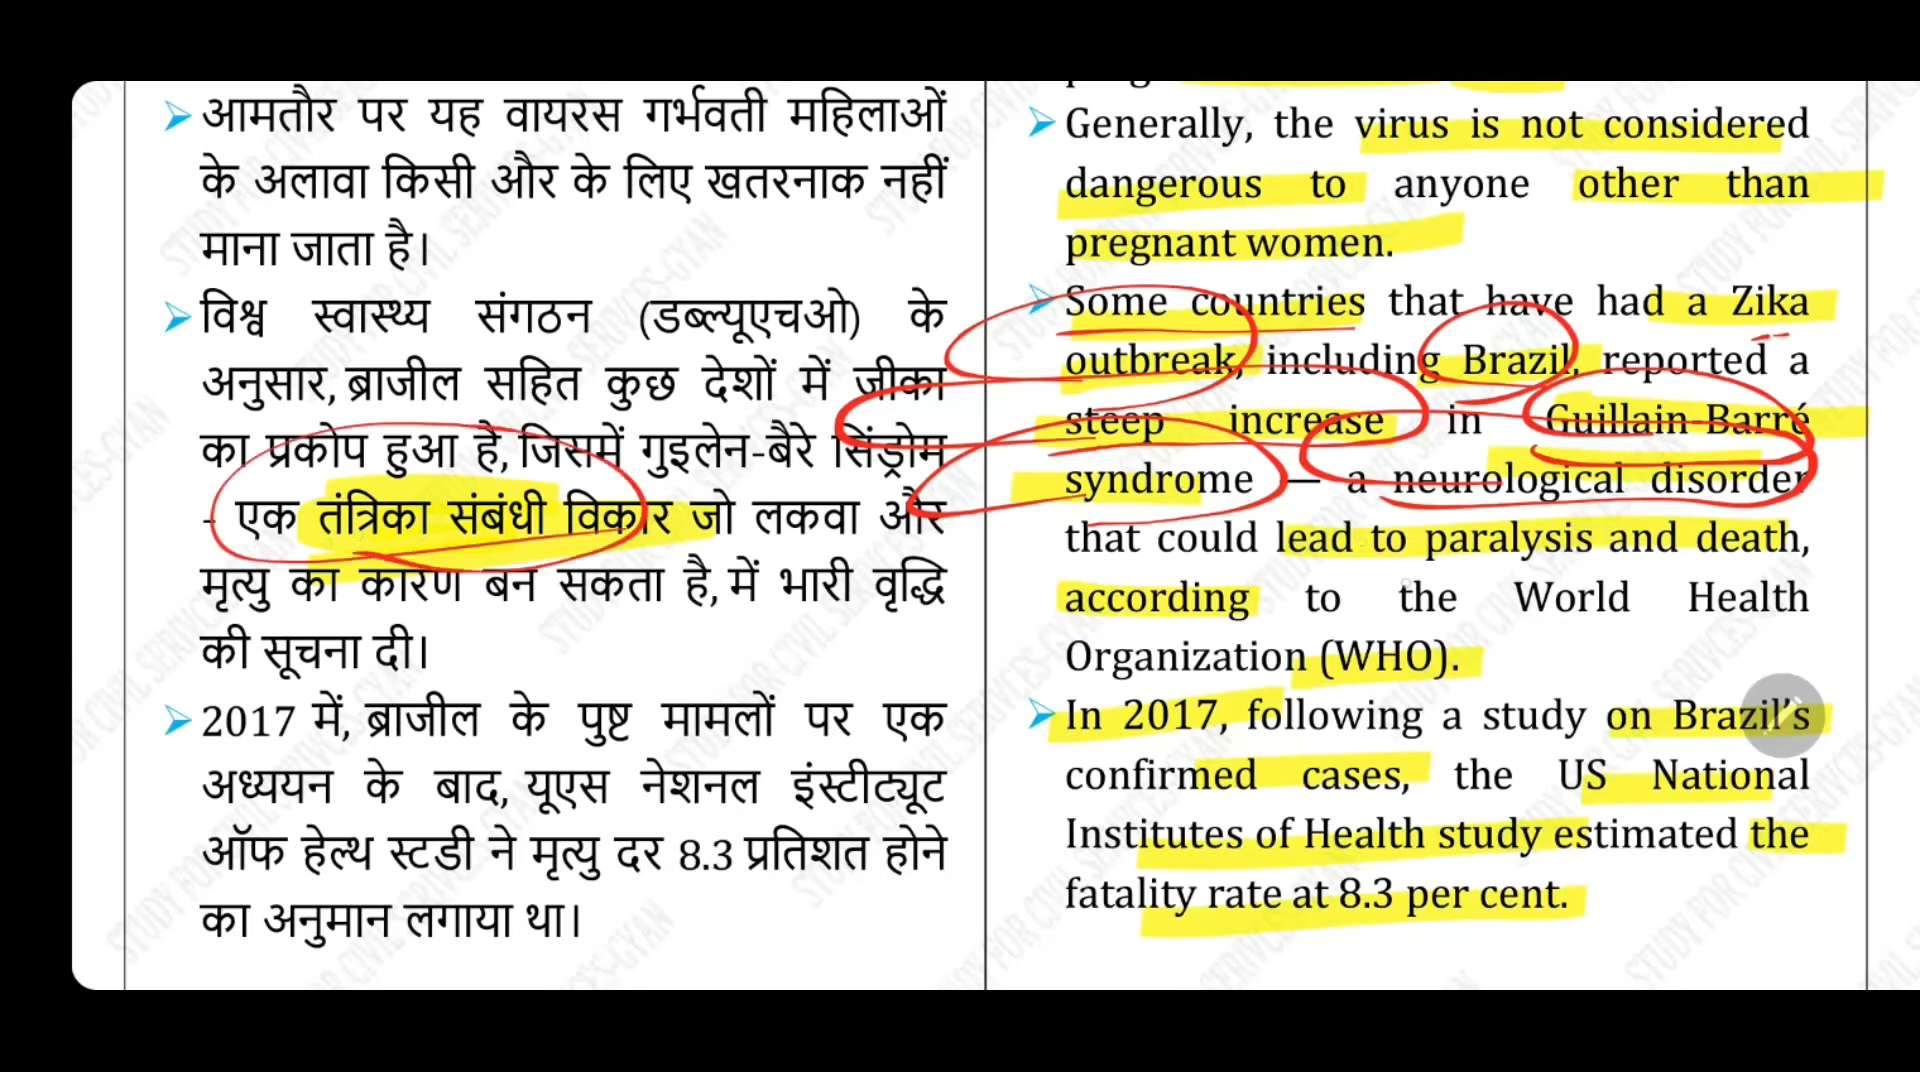 आमतौर पर यह वायरस गर्भवती महिलाओं
के अलावा किसी और के लिए खतरनाक नहीं
माना जाता है।
विश्व स्वास्थ्य संगठन (डब्ल्यूएचओ) के
अनुसार, ब्राजील सहित कुछ देशों में जीका
का प्रकोप हुआ है, जिसमें गुइलेन-बैरे सिंड्रोम
- एक तंत्रिका संबंधी विकार जो लकवा और
मृत्यु का कारण बन सकता है, में भारी वृद्धि
की सूचना दी।
2017 में, ब्राजील के पुष्ट मामलों पर एक
अध्ययन के बाद, यूएस नेशनल इंस्टीट्यूट
ऑफ हेल्थ स्टडी ने मृत्यु दर 8.3 प्रतिशत होने
का अनुमान लगाया था।
Generally, the virus is not considered
dangerous to anyone other than
pregnant women.
Some countries that have had a Zika
outbreak, including Brazil, reported a
steep increase in Guillain-Barré
syndrome — a neurological disorder
that could lead to paralysis and death,
according to the World Health
Organization (WHO).
In 2017, following a study on Brazil's
confirmed cases, the US National
Institutes of Health study estimated the
fatality rate at 8.3 per cent.